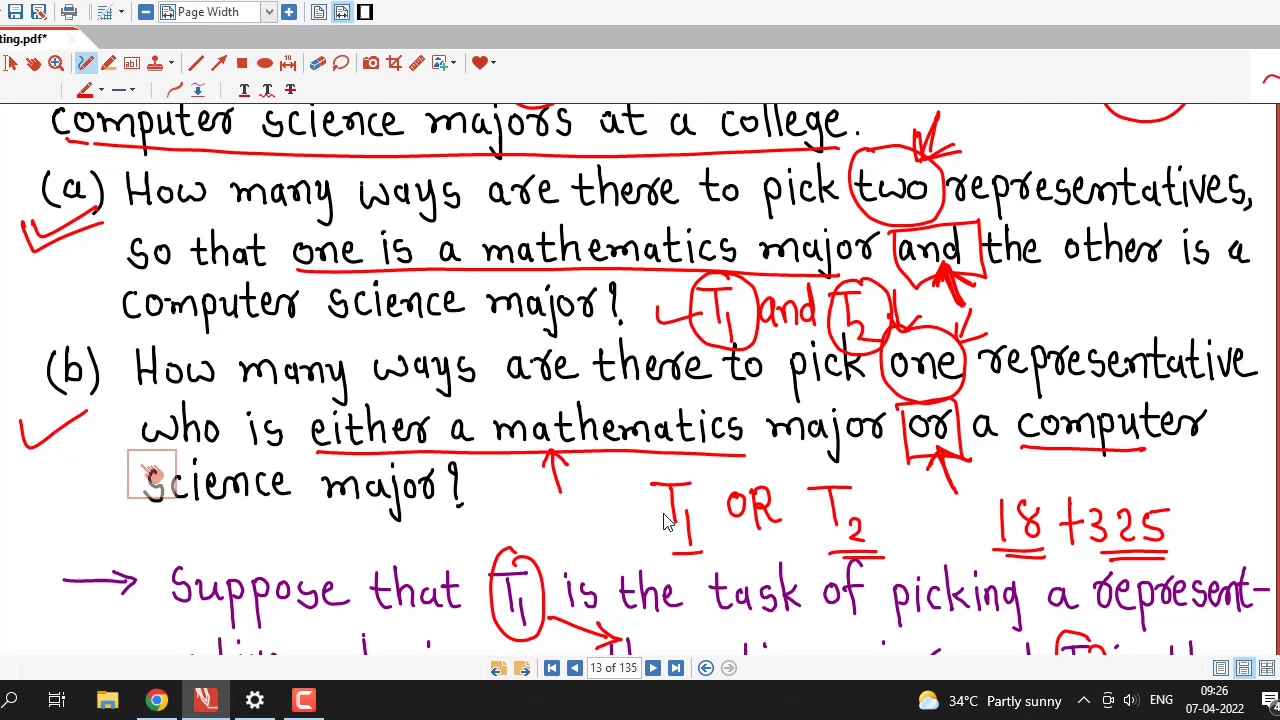 Page Width
ting.pdf*
computer science majors at a college.
(a) How many ways are there to pick two representatives,
so that one is a mathematics major and the other is a
computer science major? T1 and T2
(b) How many ways are there to pick one representative
who is either a mathematics major or a computer
science major?
T1 OR T2 18 + 325
→ Suppose that T1 is the task of picking a represent-
13 of 135
34°C Partly sunny ENG 09:26
07-04-2022